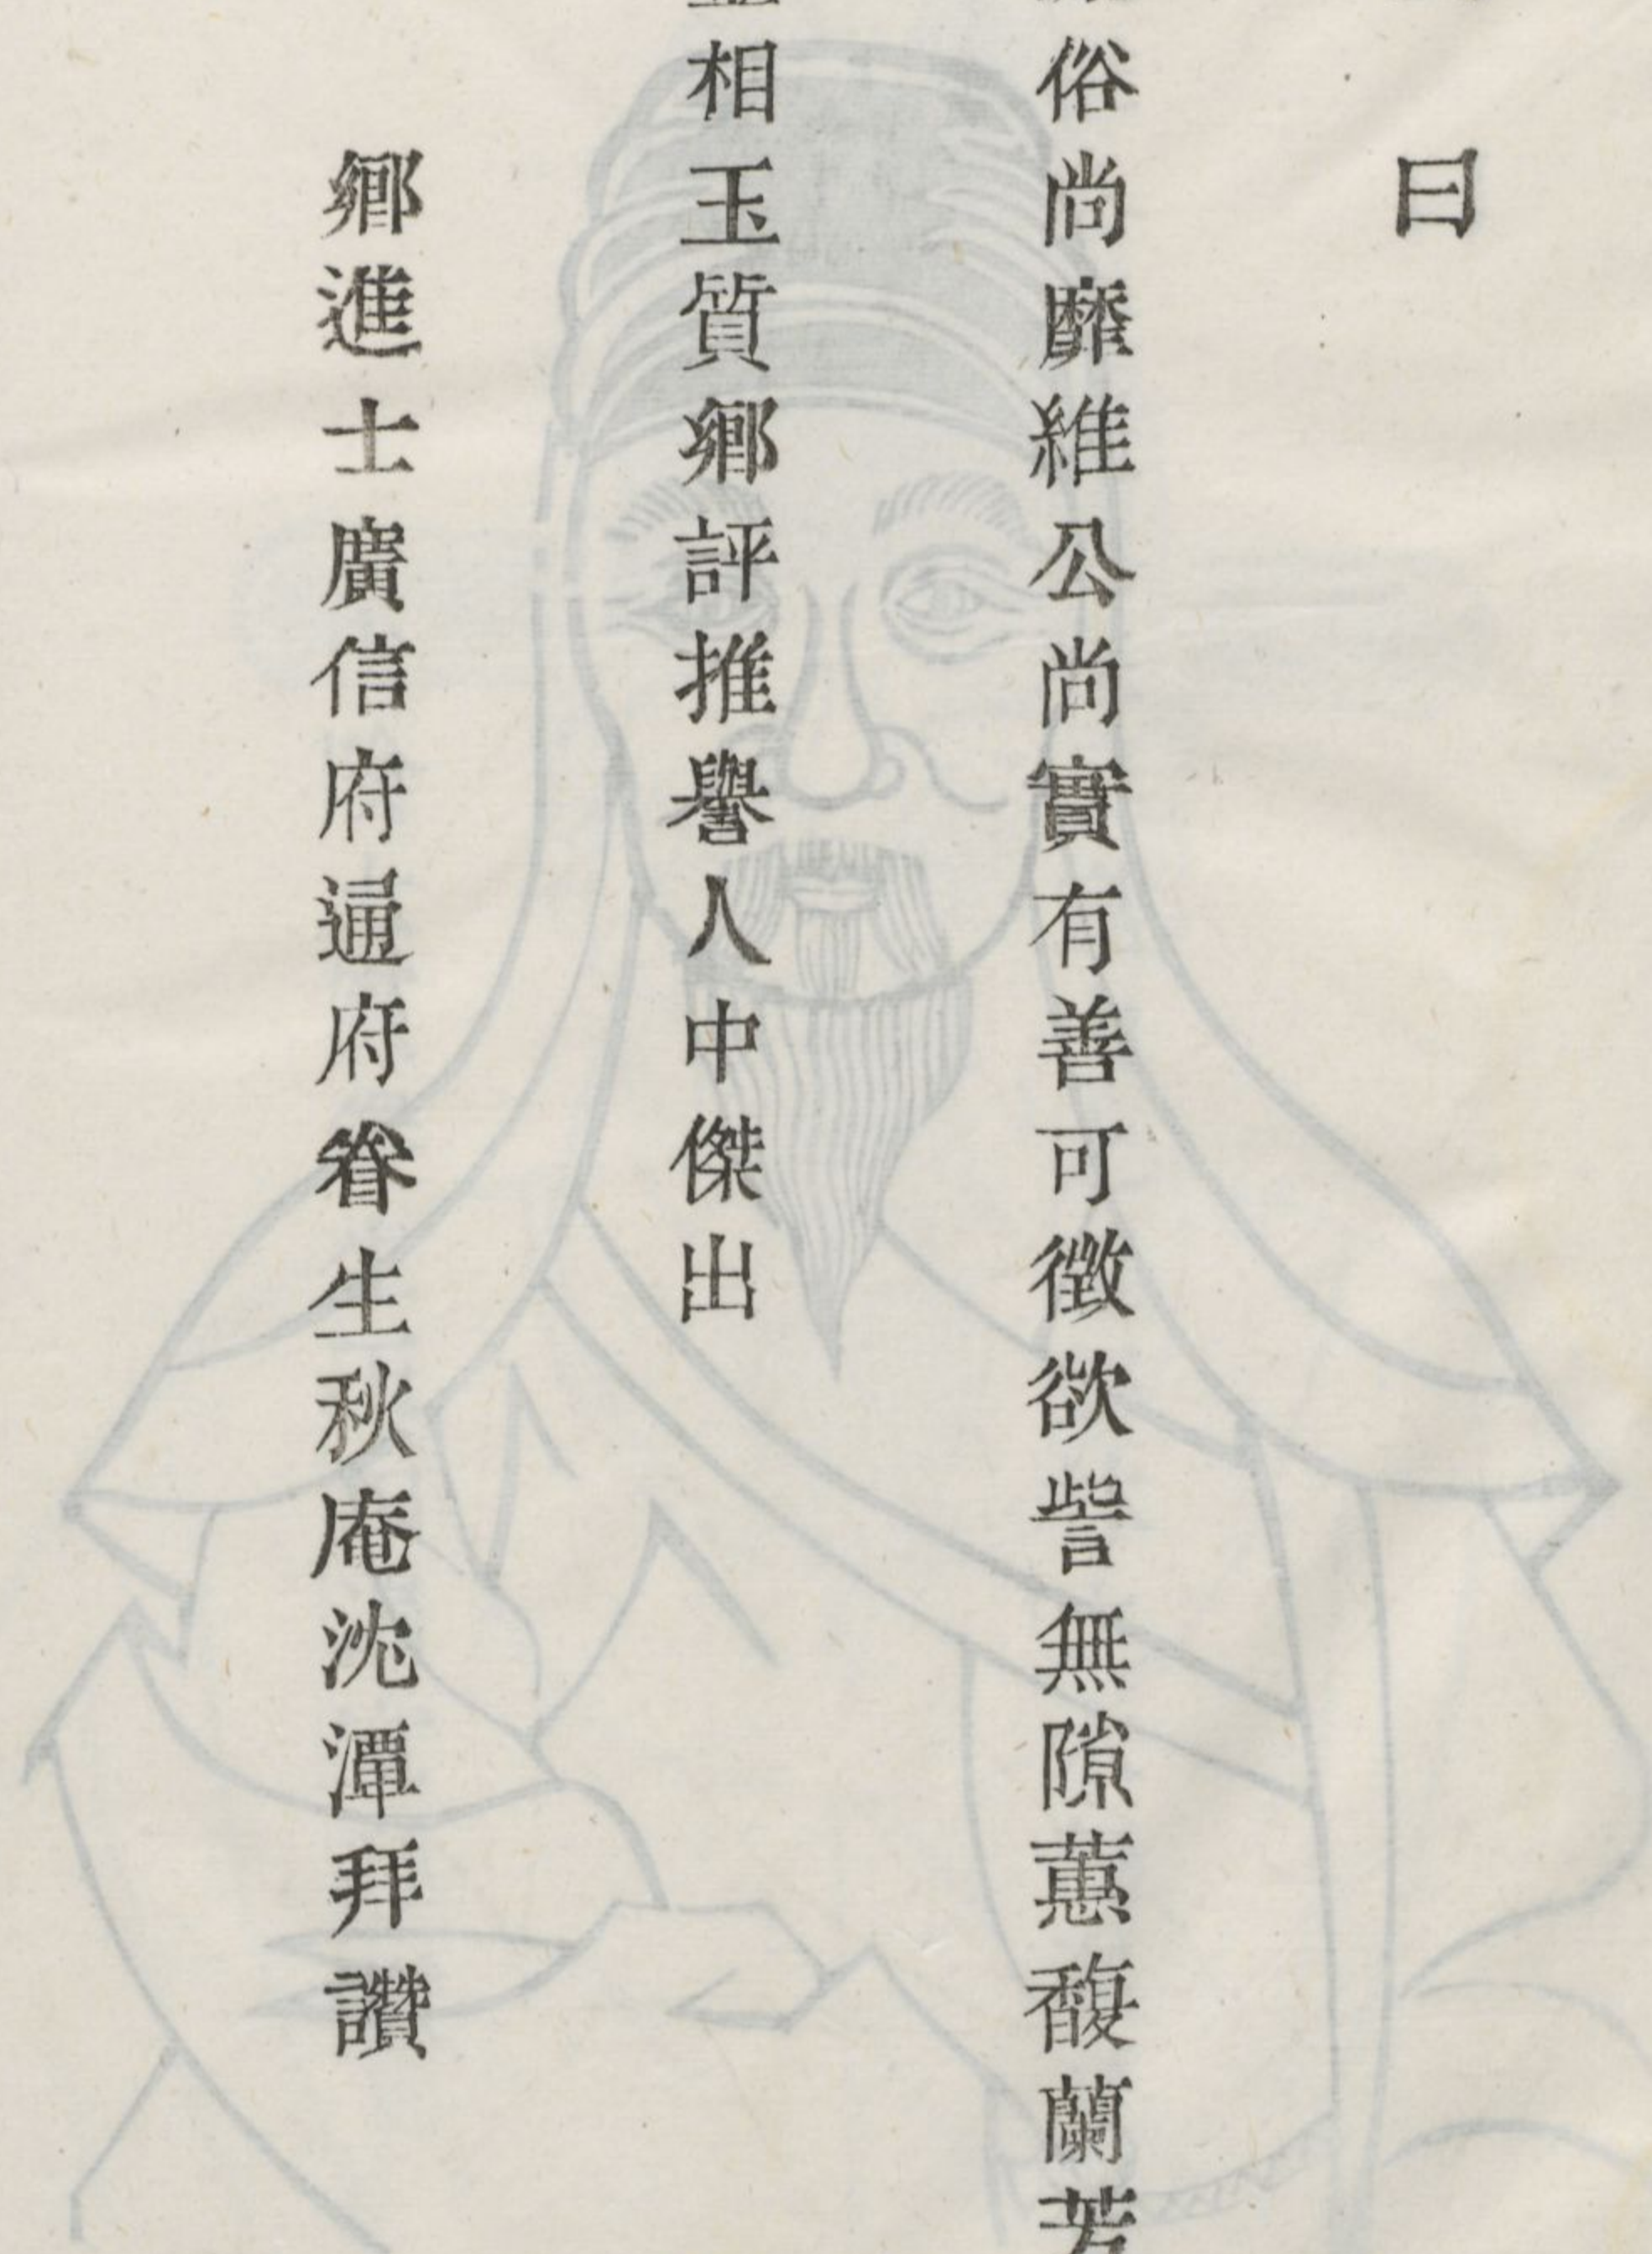 曰
俗尚靡維公尚實有善可徵欲訾無隙蕙馥蘭芳
相玉質鄉評推譽人中傑出
鄉進士廣信府通府眷生秋庵沈潭拜讚